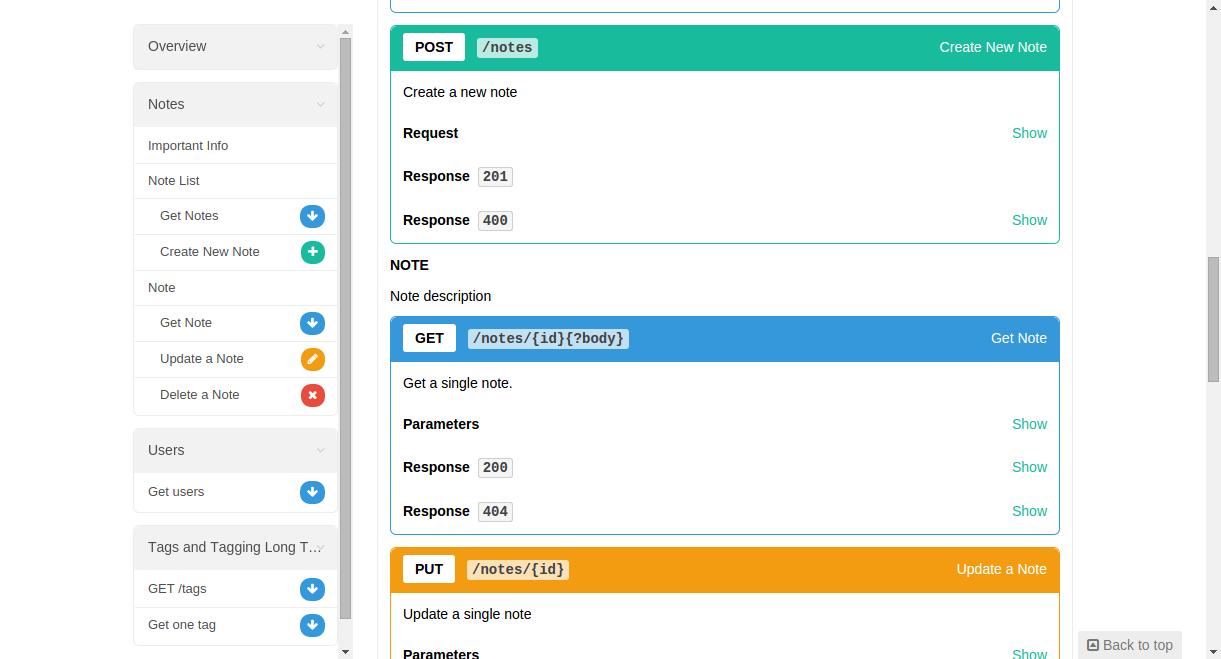 Overview
Notes
Important Info
Note List
Get Notes
Create New Note
Note
Get Note
Update a Note
Delete a Note
Users
Get users
Tags and Tagging Long T...
GET /tags
Get one tag
POST /notes Create New Note
Create a new note
Request Show
Response 201
Response 400 Show
NOTE
Note description
GET /notes/{id}{?body} Get Note
Get a single note.
Parameters Show
Response 200 Show
Response 404 Show
PUT /notes/{id} Update a Note
Update a single note
Parameters Show
Back to top